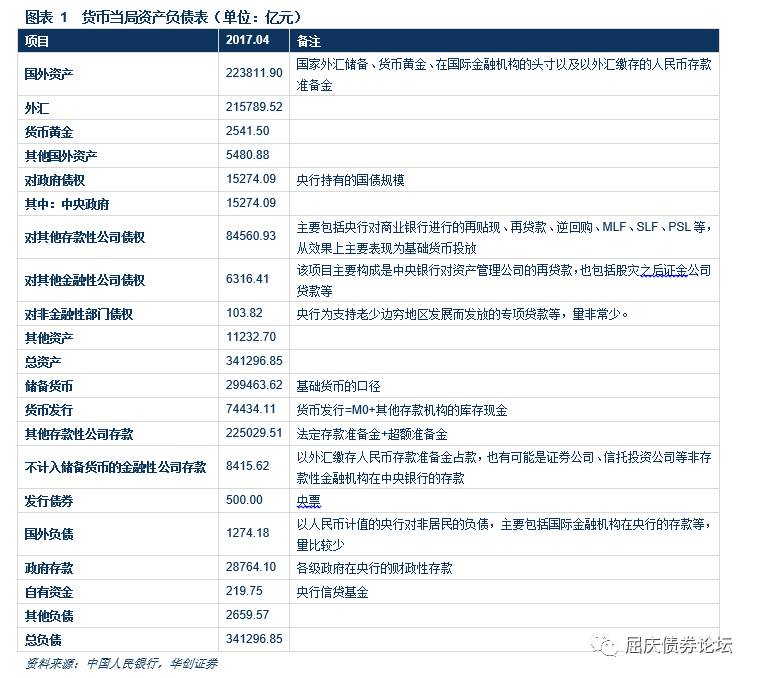 图表 1 货币当局资产负债表（单位：亿元）
项目 2017.04 备注
国外资产 223811.90 国家外汇储备、货币黄金、在国际金融机构的头寸以及以外汇缴存的人民币存款
准备金
外汇 215789.52
货币黄金 2541.50
其他国外资产 5480.88
对政府债权 15274.09 央行持有的国债规模
其中：中央政府 15274.09
对其他存款性公司债权 84560.93 主要包括央行对商业银行进行的再贴现、再贷款、逆回购、MLF、SLF、PSL 等，
从效果上主要表现为基础货币投放
对其他金融性公司债权 6316.41 该项目主要构成是中央银行对资产管理公司的再贷款，也包括股灾之后证金公司
贷款等
对非金融性部门债权 103.82 央行为支持老少边穷地区发展而发放的专项贷款等，量非常少。
其他资产 11232.70
总资产 341296.85
储备货币 299463.62 基础货币的口径
货币发行 74434.11 货币发行=M0+其他存款机构的库存现金
其他存款性公司存款 225029.51 法定存款准备金+超额准备金
不计入储备货币的金融性公司存款 8415.62 以外汇缴存人民币存款准备金占款，也有可能是证券公司、信托投资公司等非存
款性金融机构在中央银行的存款
发行债券 500.00 央票
国外负债 1274.18 以人民币计值的央行对非居民的负债，主要包括国际金融机构在央行的存款等，
量比较少
政府存款 28764.10 各级政府在央行的财政性存款
自有资金 219.75 央行信贷基金
其他负债 2659.57
总负债 341296.85
资料来源：中国人民银行，华创证券
屈庆债券论坛